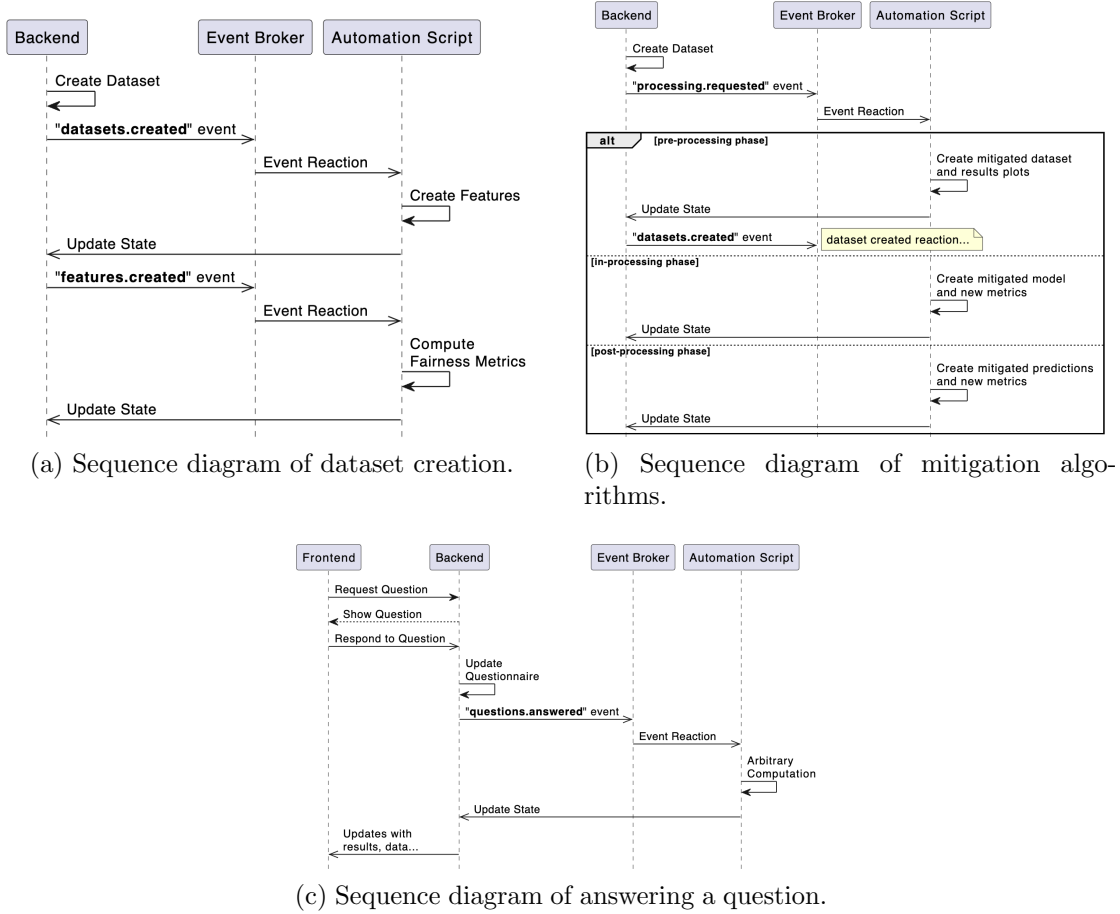 Backend
Event Broker
Automation Script
Create Dataset
"datasets.created" event
Event Reaction
Create Features
Update State
"features.created" event
Event Reaction
Compute
Fairness Metrics
Update State
(a) Sequence diagram of dataset creation.
Backend
Event Broker
Automation Script
Create Dataset
"processing.requested" event
Event Reaction
alt
[pre-processing phase]
Create mitigated dataset
and results plots
Update State
"datasets.created" event
dataset created reaction...
[in-processing phase]
Create mitigated model
and new metrics
Update State
[post-processing phase]
Create mitigated predictions
and new metrics
Update State
(b) Sequence diagram of mitigation algo-
rithms.
Frontend
Backend
Event Broker
Automation Script
Request Question
Show Question
Respond to Question
Update
Questionnaire
"questions.answered" event
Event Reaction
Arbitrary
Computation
Update State
Updates with
results, data...
(c) Sequence diagram of answering a question.